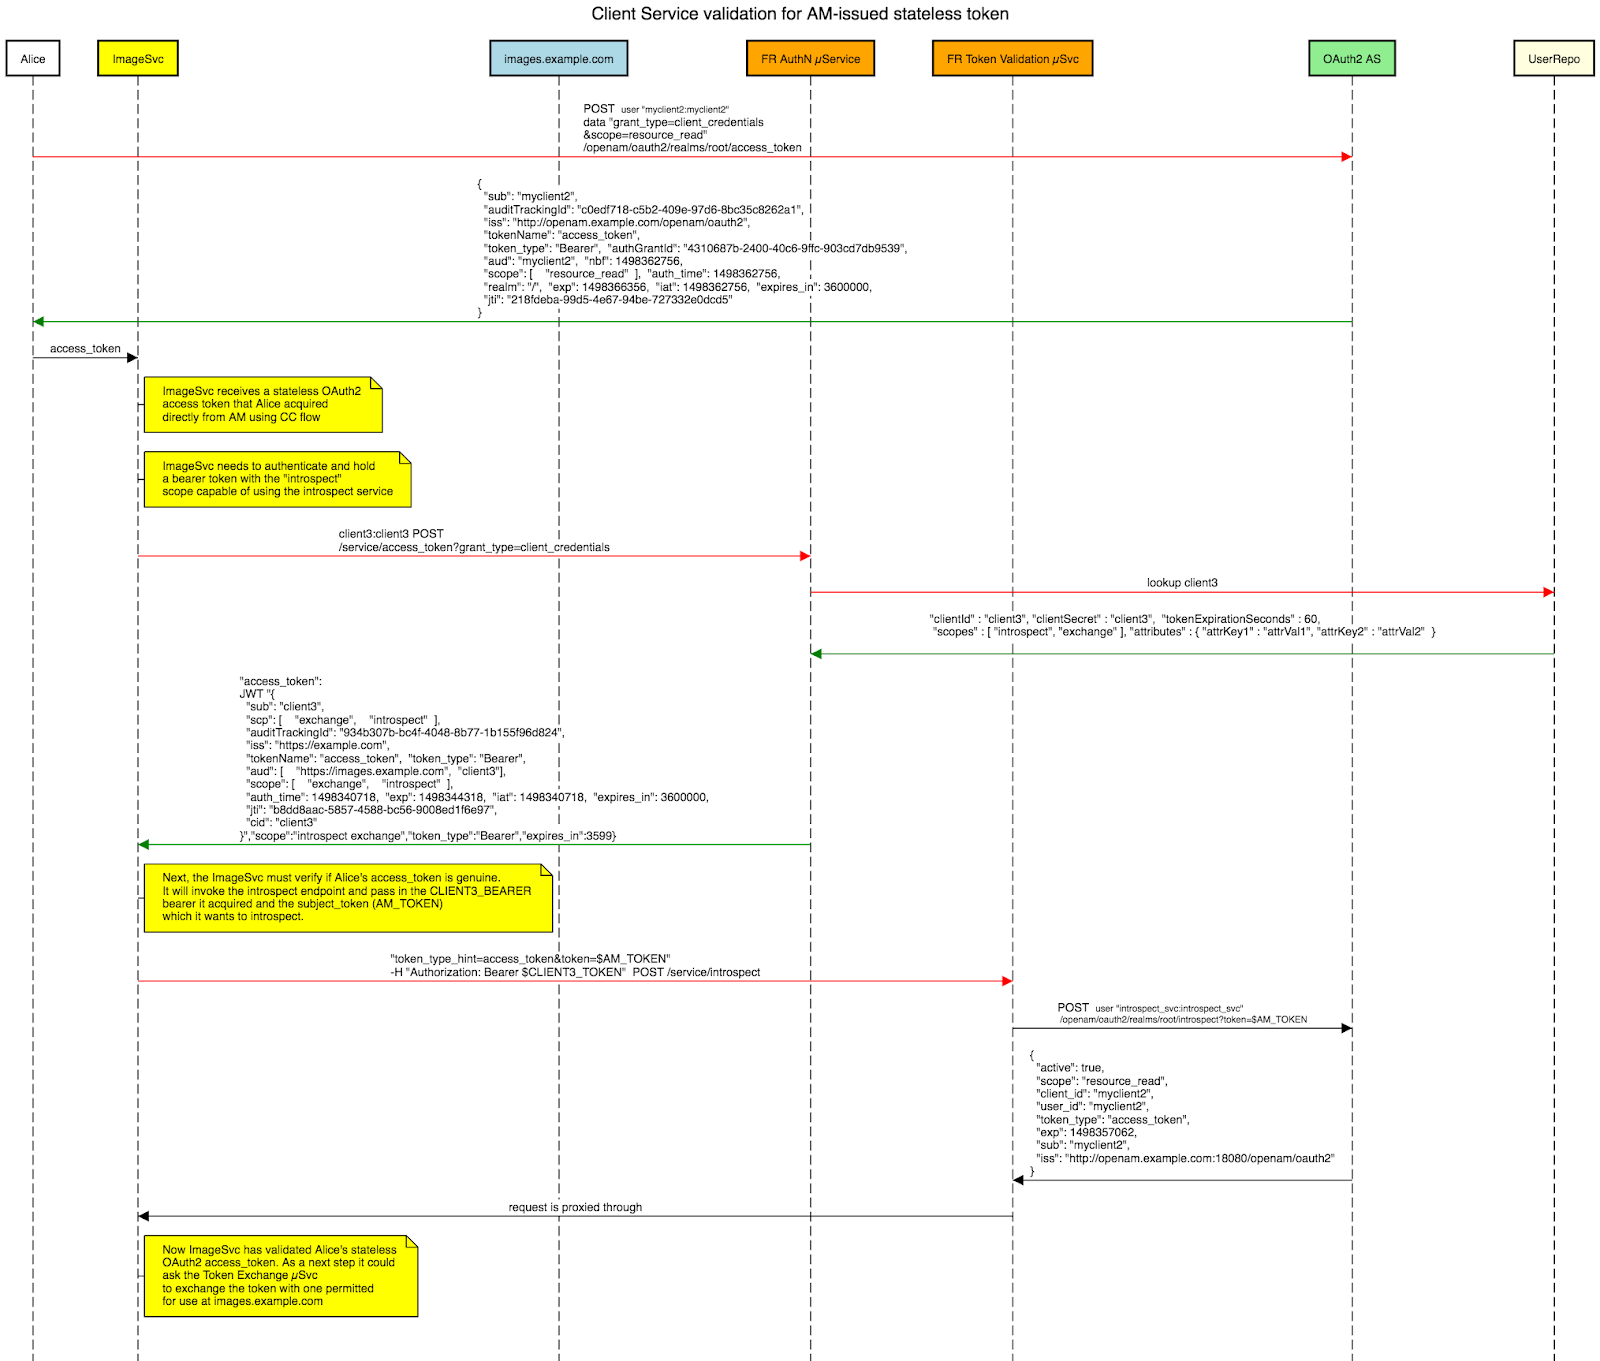 Client Service validation for AM-issued stateless token
Alice
ImageSvc
images.example.com
FR AuthN µService
FR Token Validation µSvc
OAuth2 AS
UserRepo
POST user "myclient2:myclient2"
data "grant_type=client_credentials
&scope=resource_read"
/openam/oauth2/realms/root/access_token
{
"sub": "myclient2",
"auditTrackingId": "c0edf718-c5b2-409e-97d6-8bc35c8262a1",
"iss": "http://openam.example.com/openam/oauth2",
"tokenName": "access_token",
"token_type": "Bearer", "authGrantId": "4310687b-2400-40c6-9ffc-903cd7db9539",
"aud": "myclient2", "nbf": 1498362756,
"scope": [ "resource_read" ], "auth_time": 1498362756,
"realm": "/", "exp": 1498366356, "iat": 1498362756, "expires_in": 3600000,
"jti": "218fdeba-99d5-4e67-94be-727332e0dcd5"
}
access_token
ImageSvc receives a stateless OAuth2
access token that Alice acquired
directly from AM using CC flow
ImageSvc needs to authenticate and hold
a bearer token with the "introspect"
scope capable of using the introspect service
client3:client3 POST
/service/access_token?grant_type=client_credentials
lookup client3
"clientId" : "client3", "clientSecret" : "client3", "tokenExpirationSeconds" : 60,
"scopes" : [ "introspect", "exchange" ], "attributes" : { "attrKey1" : "attrVal1", "attrKey2" : "attrVal2" }
"access_token":
JWT "{
"sub": "client3",
"scp": [ "exchange", "introspect" ],
"auditTrackingId": "934b307b-bc4f-4048-8b77-1b155f96d824",
"iss": "https://example.com",
"tokenName": "access_token", "token_type": "Bearer",
"aud": [ "https://images.example.com", "client3"],
"scope": [ "exchange", "introspect" ],
"auth_time": 1498340718, "exp": 1498344318, "iat": 1498340718, "expires_in": 3600000,
"jti": "b8dd8aac-5857-4588-bc56-9008ed1f6e97",
"cid": "client3"
}","scope":"introspect exchange","token_type":"Bearer","expires_in":3599}
Next, the ImageSvc must verify if Alice's access_token is genuine.
It will invoke the introspect endpoint and pass in the CLIENT3_BEARER
bearer it acquired and the subject_token (AM_TOKEN)
which it wants to introspect.
"token_type_hint=access_token&token=$AM_TOKEN"
-H "Authorization: Bearer $CLIENT3_TOKEN" POST /service/introspect
POST user "introspect_svc:introspect_svc"
/openam/oauth2/realms/root/introspect?token=$AM_TOKEN
{
"active": true,
"scope": "resource_read",
"client_id": "myclient2",
"user_id": "myclient2",
"token_type": "access_token",
"exp": 1498357062,
"sub": "myclient2",
"iss": "http://openam.example.com:18080/openam/oauth2"
}
request is proxied through
Now ImageSvc has validated Alice's stateless
OAuth2 access_token. As a next step it could
ask the Token Exchange µSvc
to exchange the token with one permitted
for use at images.example.com